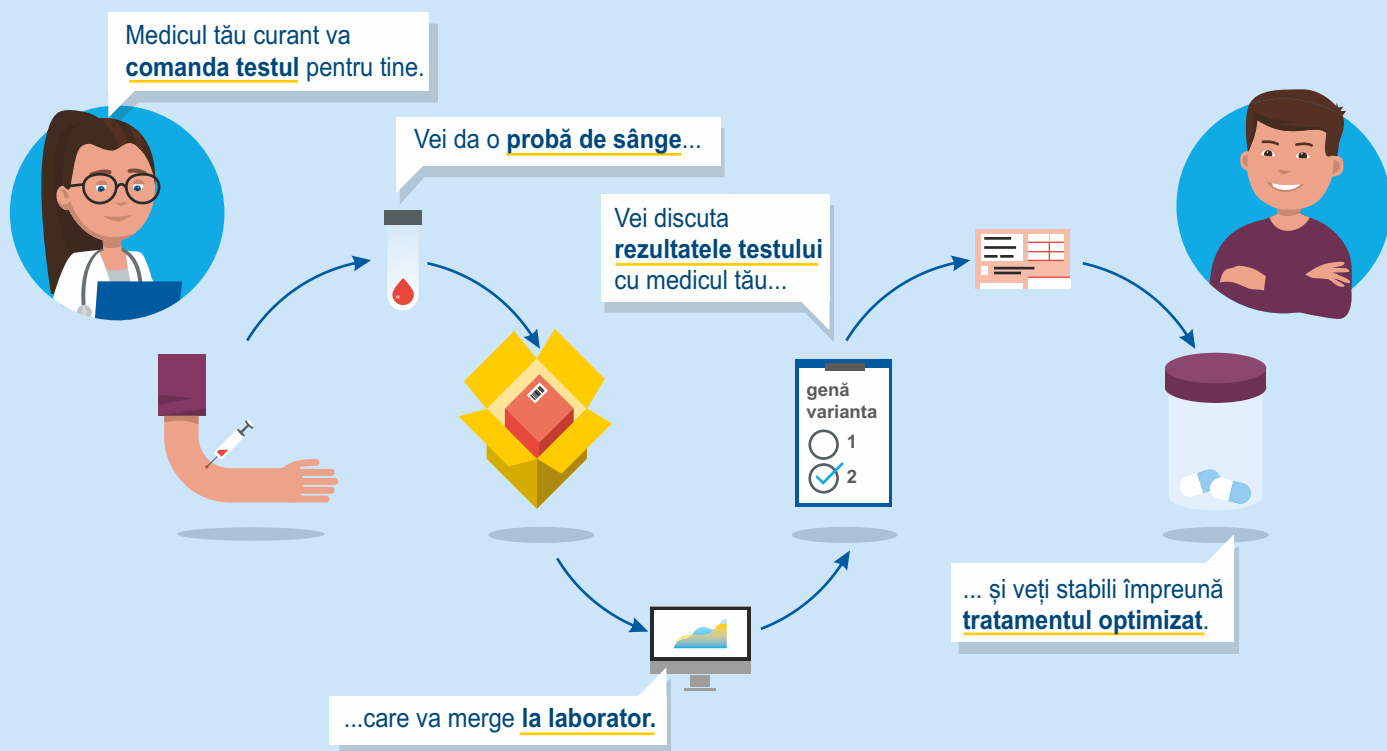 Medicul tău curant va
comanda testul pentru tine.
Vei da o probă de sânge...
...care va merge la laborator.
Vei discuta
rezultatele testului
cu medicul tău...
genă
varianta
1
2
... și veți stabili împreună
tratamentul optimizat.